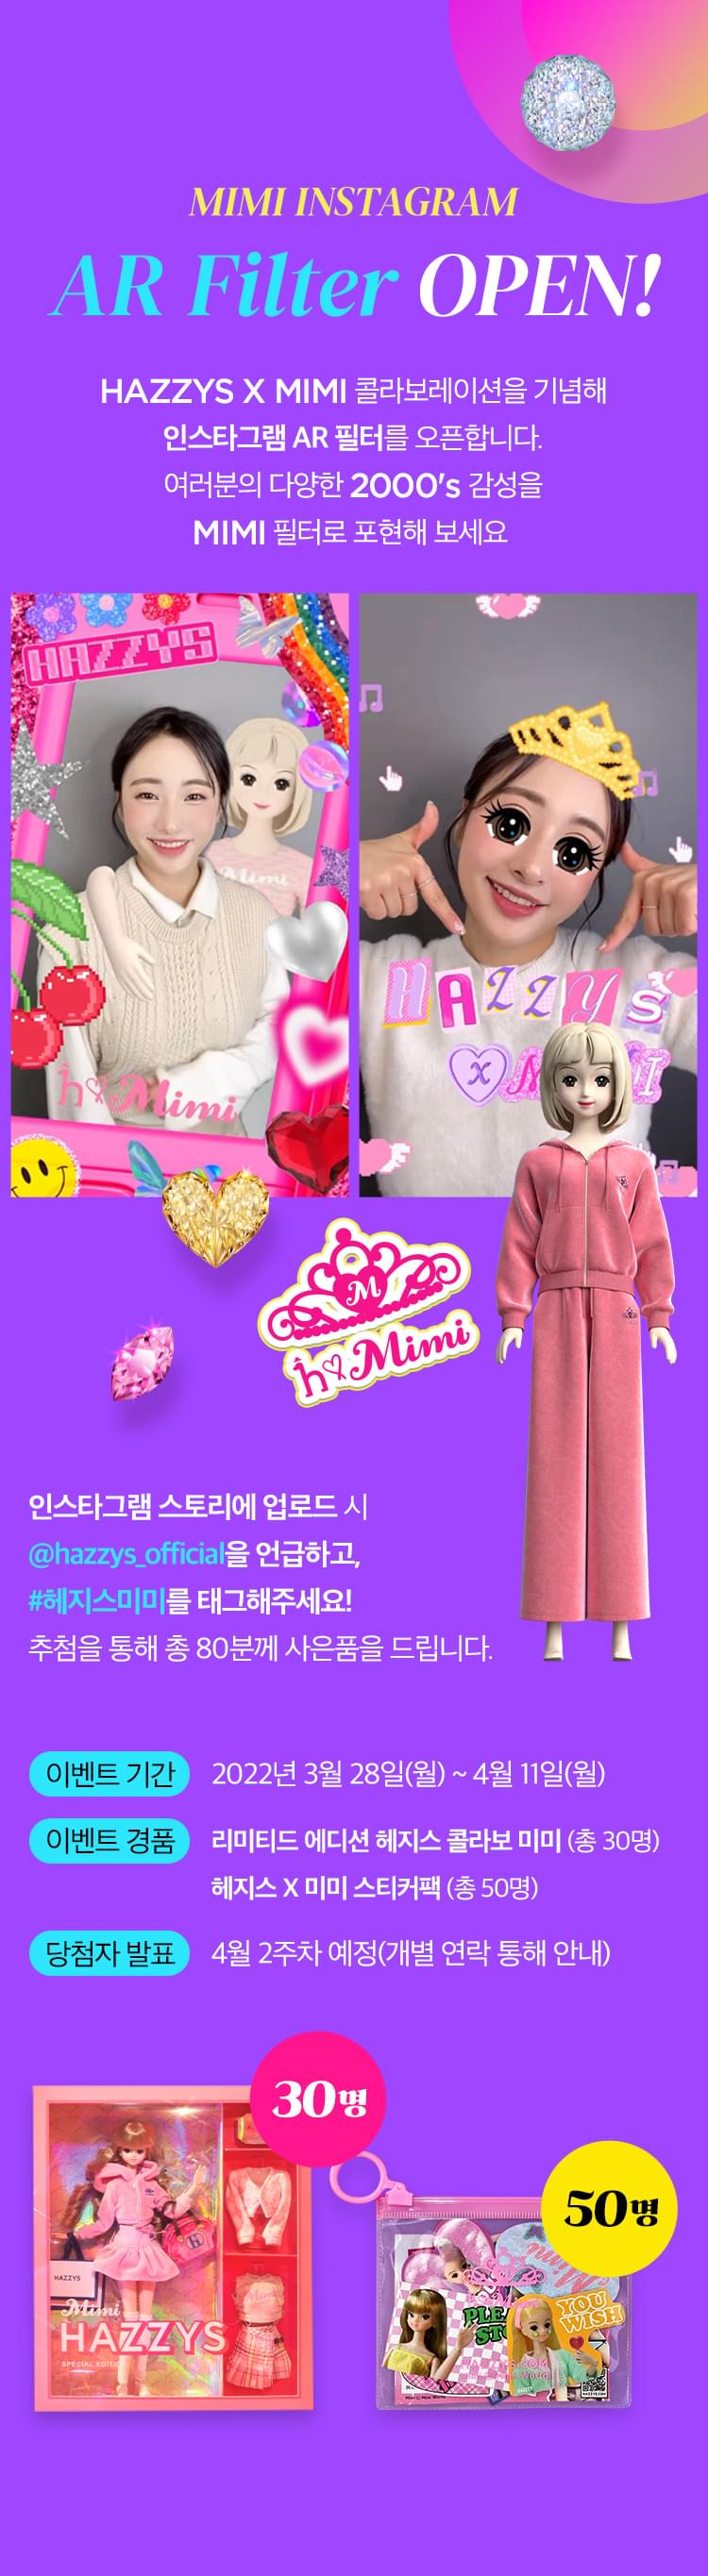 MIMI INSTAGRAM
AR Filter OPEN!
HAZZYS X MIMI 콜라보레이션을 기념해
인스타그램 AR 필터를 오픈합니다.
여러분의 다양한 2000's 감성을
MIMI 필터로 포현해 보세요
HAZZYS
Mimi
h Mimi
HAZZYS
X M I
M
h Mimi
인스타그램 스토리에 업로드 시
@hazzys_official을 언급하고,
#헤지스미미를 태그해주세요!
추첨을 통해 총 80분께 사은품을 드립니다.
이벤트 기간 2022년 3월 28일(월) ~ 4월 11일(월)
이벤트 경품 리미티드 에디션 헤지스 콜라보 미미 (총 30명)
헤지스 X 미미 스티커팩 (총 50명)
당첨자 발표 4월 2주차 예정(개별 연락 통해 안내)
30명
50명
HAZZYS
Mimi
HAZZYS
SPECIAL EDITIO
YOU
WISH